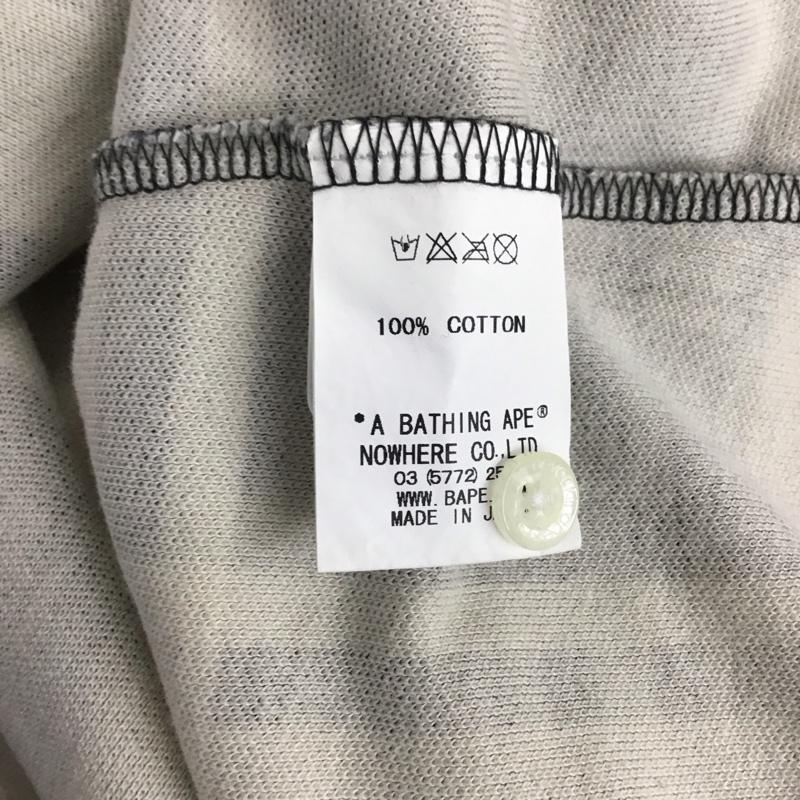 100% COTTON
*A BATHING APE®
NOWHERE CO.,LTD
03 (5772) 25
WWW. BAPE.
MADE IN J